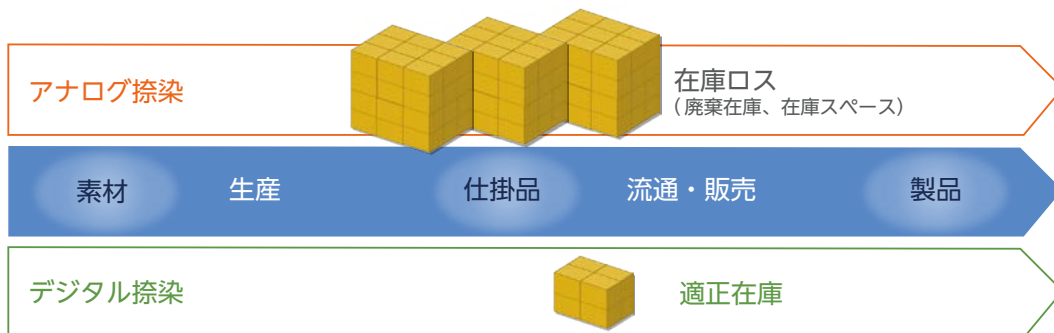 アナログ捺染
在庫ロス
(廃棄在庫、在庫スペース)
素材
生産
仕掛品
流通・販売
製品
デジタル捺染
適正在庫